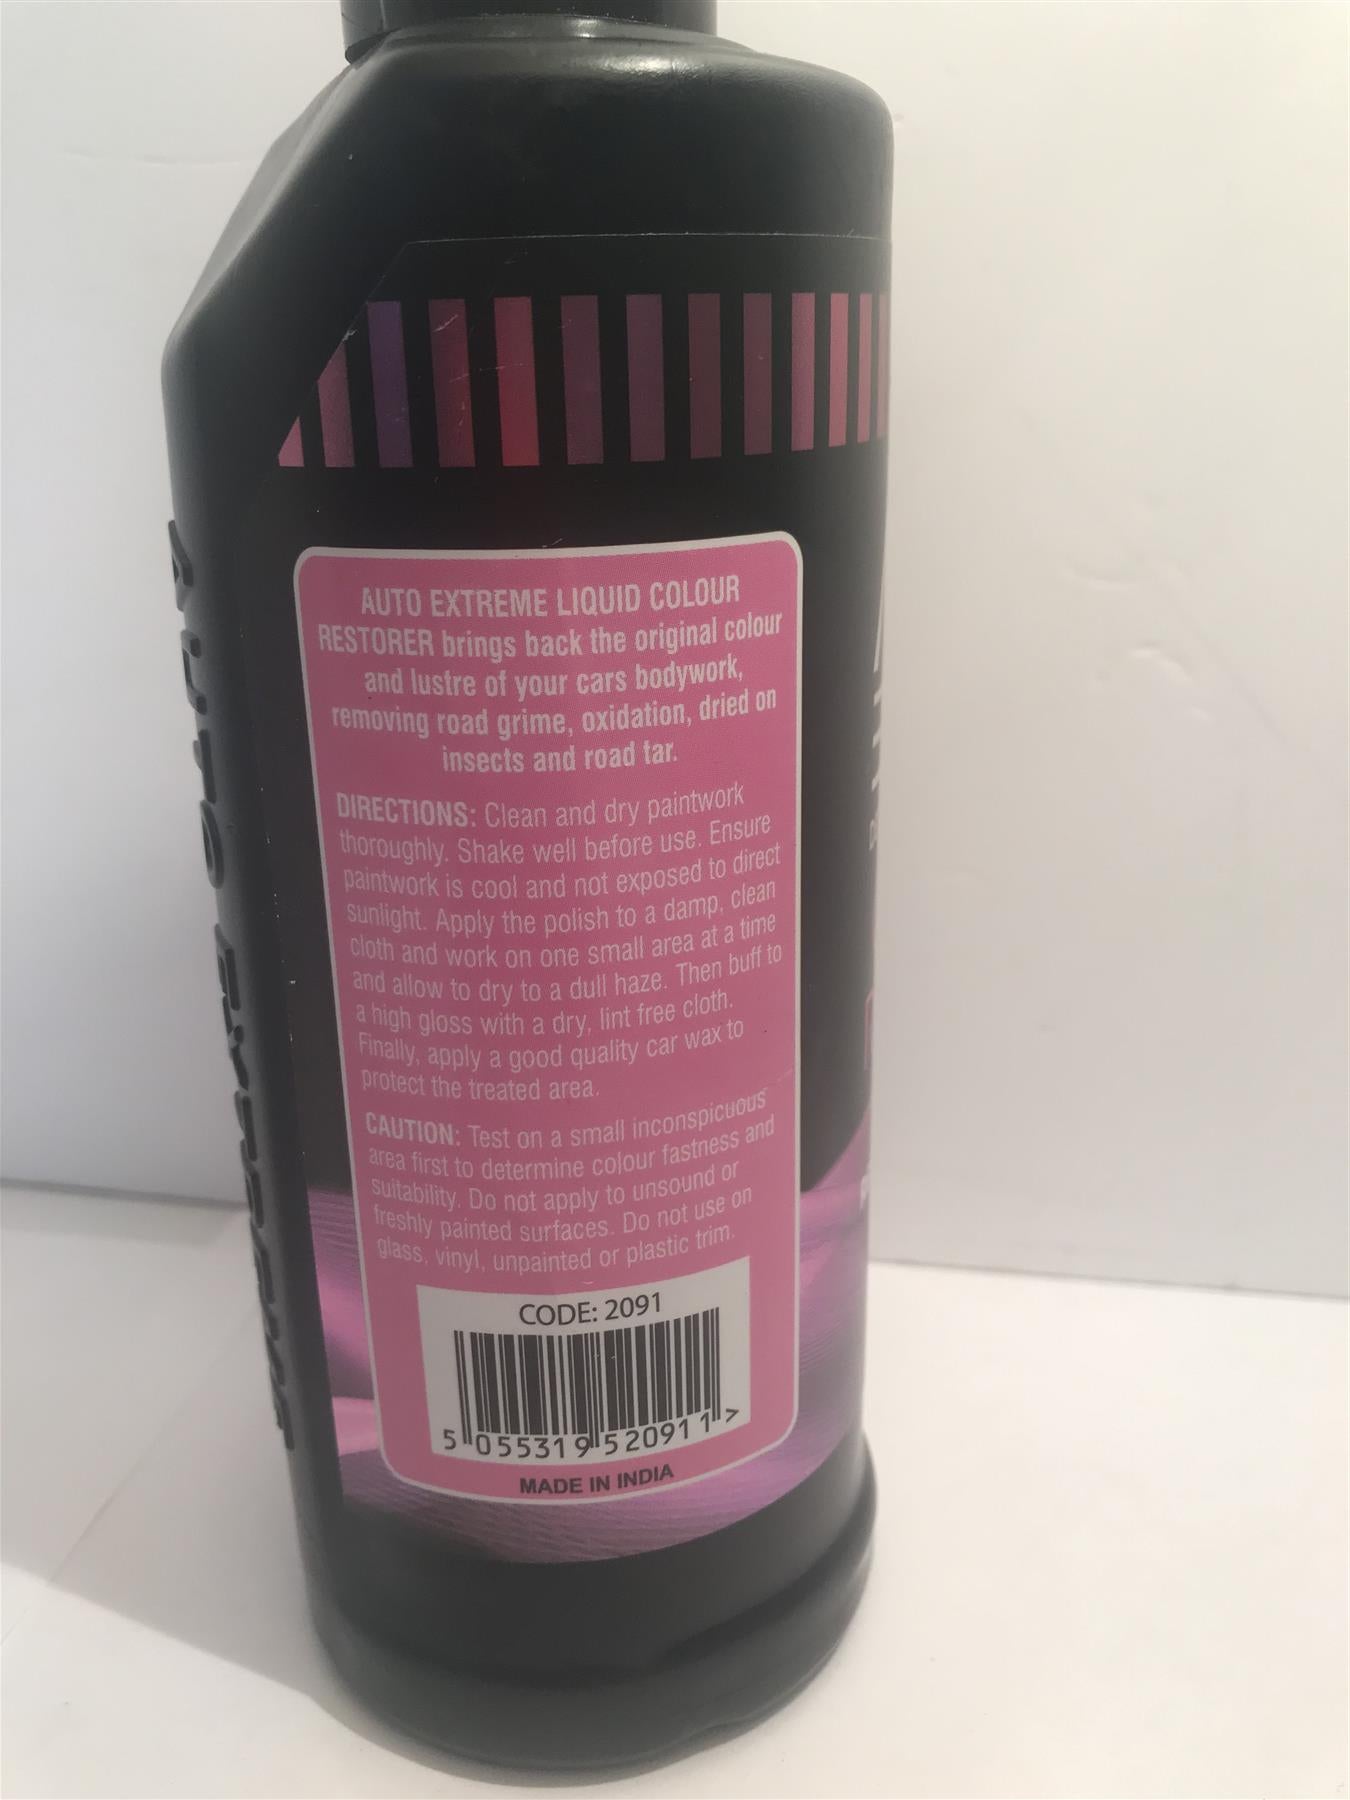 AUTO EXTREME
AUTO EXTREME LIQUID COLOUR
RESTORER brings back the original colour
and lustre of your cars bodywork,
removing road grime, oxidation, dried on
insects and road tar.
DIRECTIONS: Clean and dry paintwork
thoroughly. Shake well before use. Ensure
paintwork is cool and not exposed to direct
sunlight. Apply the polish to a damp, clean
cloth and work on one small area at a time
and allow to dry to a dull haze. Then buff to
a high gloss with a dry, lint free cloth.
Finally, apply a good quality car wax to
protect the treated area.
CAUTION: Test on a small inconspicuous
area first to determine colour fastness and
suitability. Do not apply to unsound or
freshly painted surfaces. Do not use on
glass, vinyl, unpainted or plastic trim.
CODE: 2091
5 055319 520911 >
MADE IN INDIA